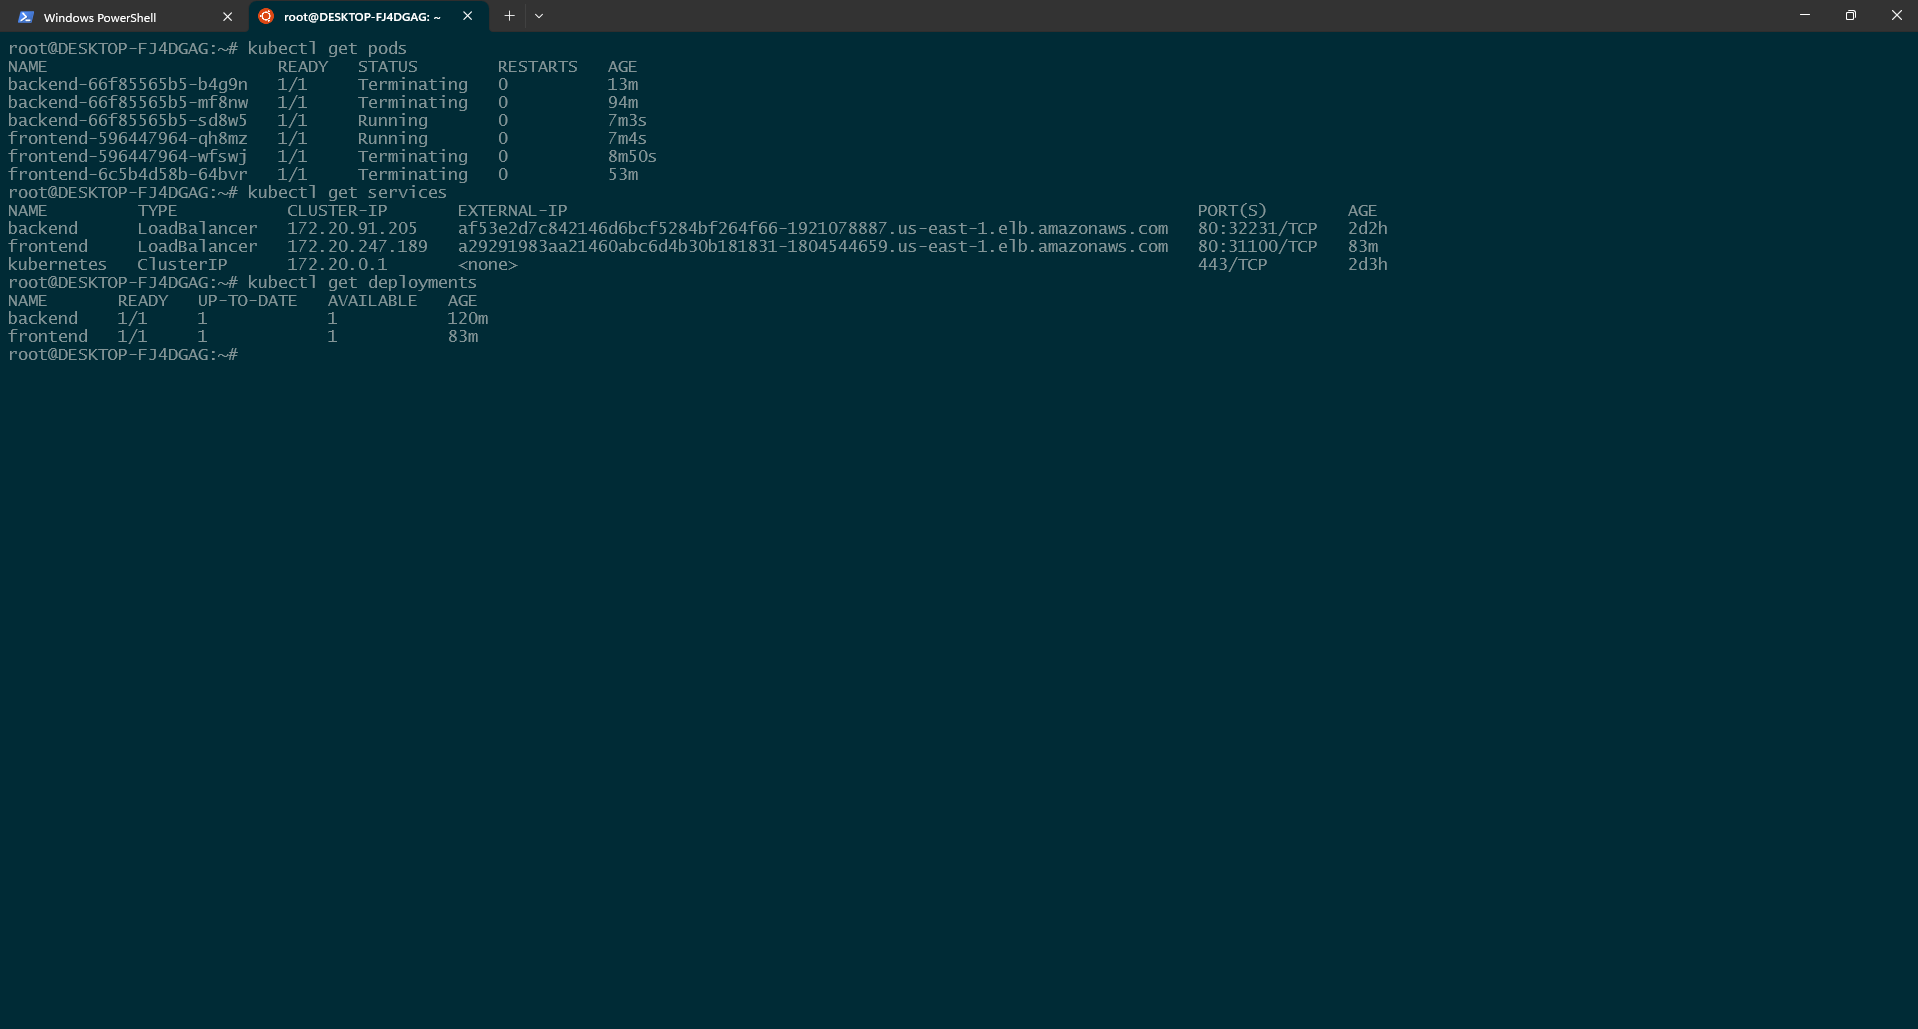 Windows PowerShell
root@DESKTOP-FJ4DGAG: ~
root@DESKTOP-FJ4DGAG:~# kubectl get pods
NAME READY STATUS RESTARTS AGE
backend-66f85565b5-b4g9n 1/1 Terminating 0 13m
backend-66f85565b5-mf8nw 1/1 Terminating 0 94m
backend-66f85565b5-sd8w5 1/1 Running 0 7m3s
frontend-596447964-qh8mz 1/1 Running 0 7m4s
frontend-596447964-wfswj 1/1 Terminating 0 8m50s
frontend-6c5b4d58b-64bvr 1/1 Terminating 0 53m
root@DESKTOP-FJ4DGAG:~# kubectl get services
NAME TYPE CLUSTER-IP EXTERNAL-IP PORT(S) AGE
backend LoadBalancer 172.20.91.205 af53e2d7c842146d6bcf5284bf264f66-1921078887.us-east-1.elb.amazonaws.com 80:32231/TCP 2d2h
frontend LoadBalancer 172.20.247.189 a29291983aa21460abc6d4b30b181831-1804544659.us-east-1.elb.amazonaws.com 80:31100/TCP 83m
kubernetes ClusterIP 172.20.0.1 <none> 443/TCP 2d3h
root@DESKTOP-FJ4DGAG:~# kubectl get deployments
NAME READY UP-TO-DATE AVAILABLE AGE
backend 1/1 1 1 120m
frontend 1/1 1 1 83m
root@DESKTOP-FJ4DGAG:~#